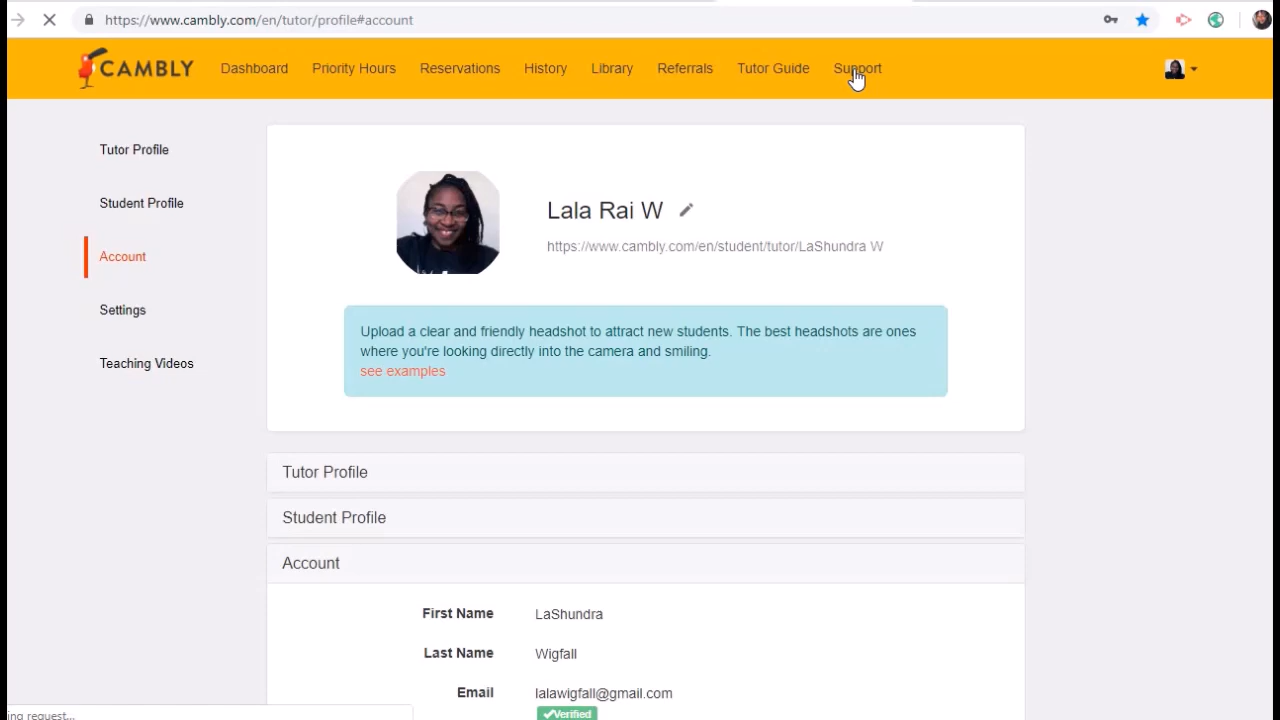 https://www.cambly.com/en/tutor/profile#account
CAMBLY Dashboard Priority Hours Reservations History Library Referrals Tutor Guide Support
Tutor Profile
Student Profile
Account
Settings
Teaching Videos
Lala Rai W
https://www.cambly.com/en/student/tutor/LaShundra W
Upload a clear and friendly headshot to attract new students. The best headshots are ones
where you're looking directly into the camera and smiling.
see examples
Tutor Profile
Student Profile
Account
First Name LaShundra
Last Name Wigfall
Email lalawigfall@gmail.com
Verified
ing request...